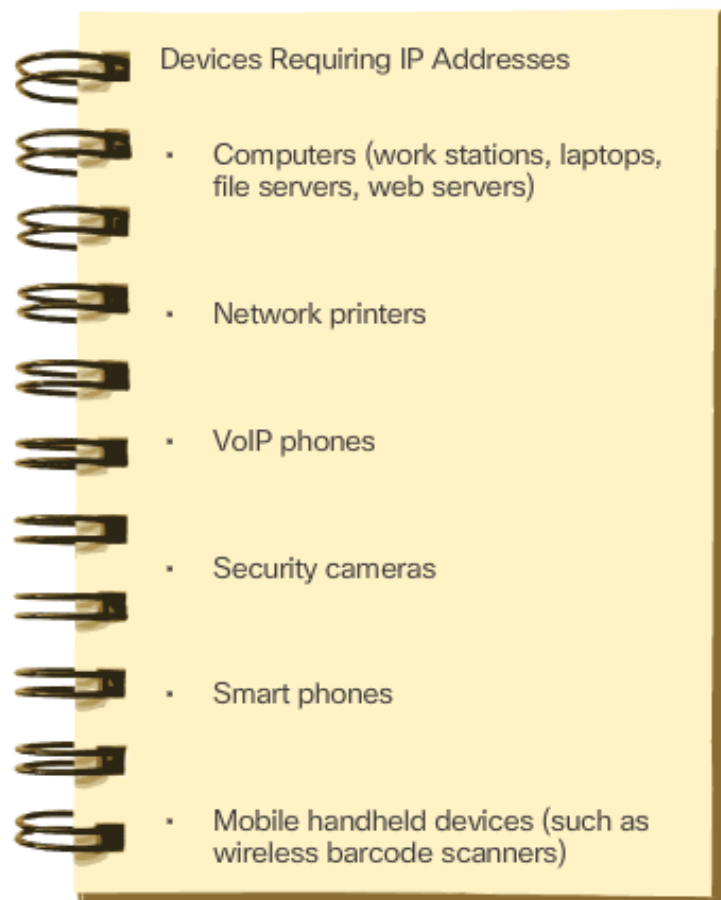 Devices Requiring IP Addresses
· Computers (work stations, laptops,
file servers, web servers)
· Network printers
· VoIP phones
· Security cameras
· Smart phones
· Mobile handheld devices (such as
wireless barcode scanners)